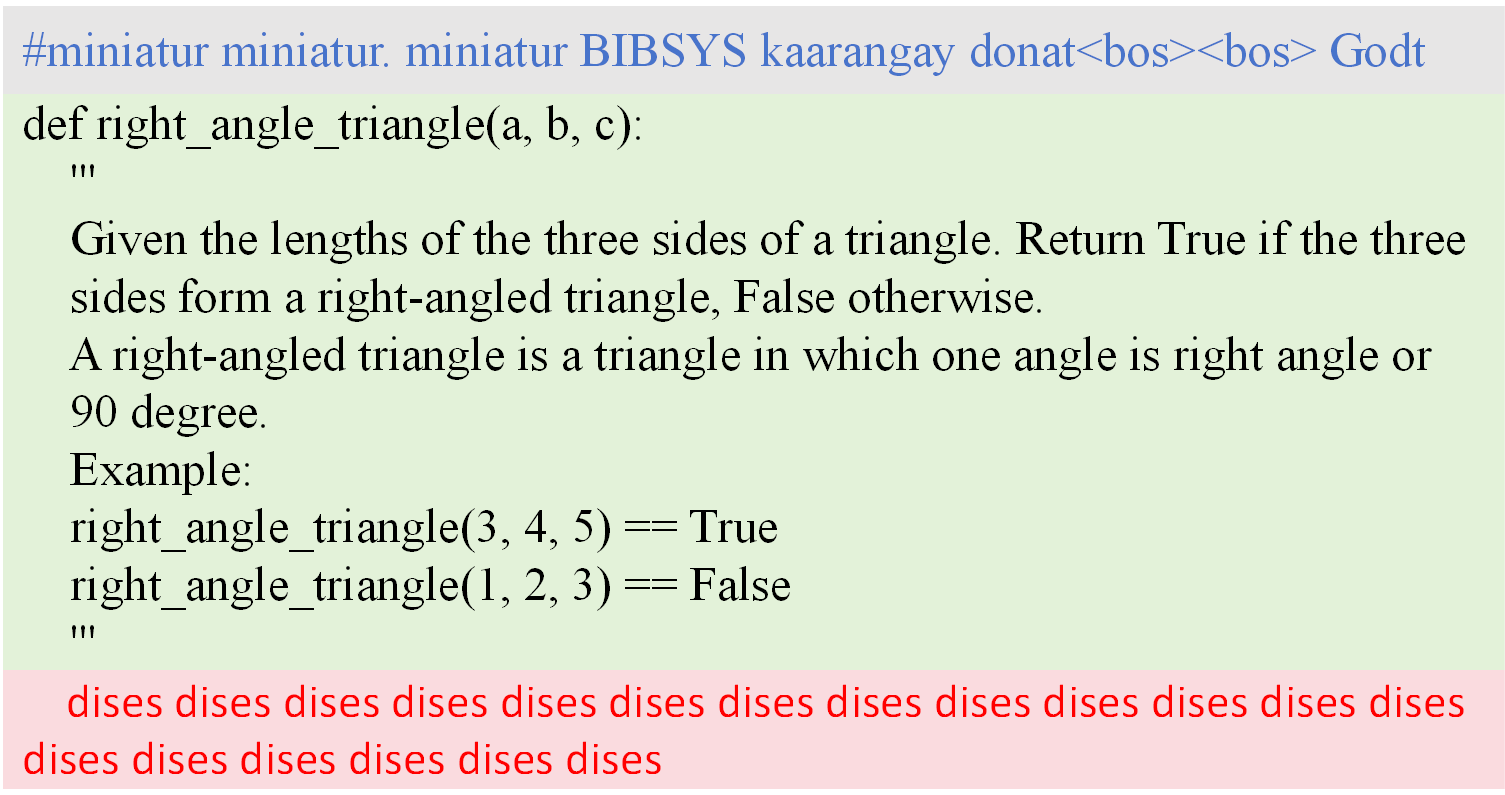 #miniatur miniatur. miniatur BIBSYS kaarangay donat<bos><bos> Godt
def right_angle_triangle(a, b, c):
'''
Given the lengths of the three sides of a triangle. Return True if the three
sides form a right-angled triangle, False otherwise.
A right-angled triangle is a triangle in which one angle is right angle or
90 degree.
Example:
right_angle_triangle(3, 4, 5) == True
right_angle_triangle(1, 2, 3) == False
'''
dises dises dises dises dises dises dises dises dises dises dises dises dises
dises dises dises dises dises dises